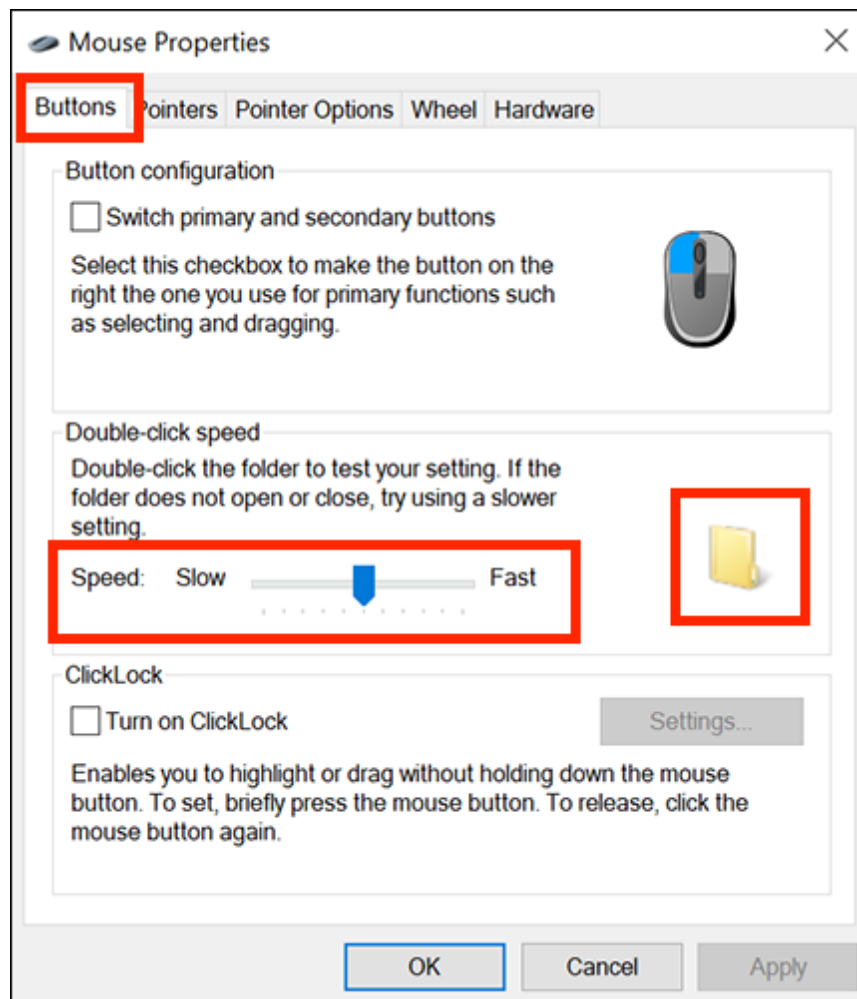 Mouse Properties
Buttons Pointers Pointer Options Wheel Hardware
Button configuration
Switch primary and secondary buttons
Select this checkbox to make the button on the
right the one you use for primary functions such
as selecting and dragging.
Double-click speed
Double-click the folder to test your setting. If the
folder does not open or close, try using a slower
setting.
Speed: Slow Fast
ClickLock
Turn on ClickLock Settings...
Enables you to highlight or drag without holding down the mouse
button. To set, briefly press the mouse button. To release, click the
mouse button again.
OK Cancel Apply